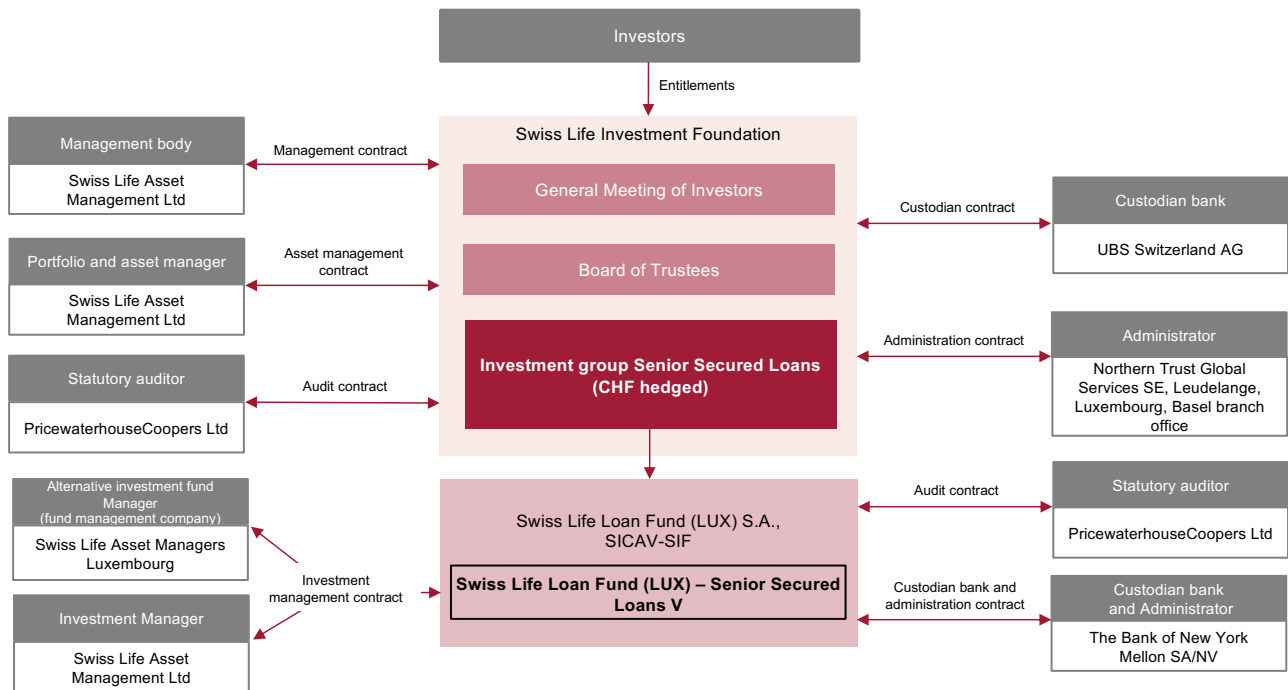 Investors
Entitlements
Swiss Life Investment Foundation
General Meeting of Investors
Board of Trustees
Investment group Senior Secured Loans
(CHF hedged)
Management body
Swiss Life Asset
Management Ltd
Management contract
Portfolio and asset manager
Swiss Life Asset
Management Ltd
Asset management
contract
Statutory auditor
PricewaterhouseCoopers Ltd
Audit contract
Custodian contract
Custodian bank
UBS Switzerland AG
Administration contract
Administrator
Northern Trust Global
Services SE, Leudelange,
Luxembourg, Basel branch
office
Alternative investment fund
Manager
(fund management company)
Swiss Life Asset Managers
Luxembourg
Investment
management contract
Investment Manager
Swiss Life Asset
Management Ltd
Swiss Life Loan Fund (LUX) S.A.,
SICAV-SIF
Swiss Life Loan Fund (LUX) – Senior Secured
Loans V
Audit contract
Statutory auditor
PricewaterhouseCoopers Ltd
Custodian bank and
administration contract
Custodian bank
and Administrator
The Bank of New York
Mellon SA/NV